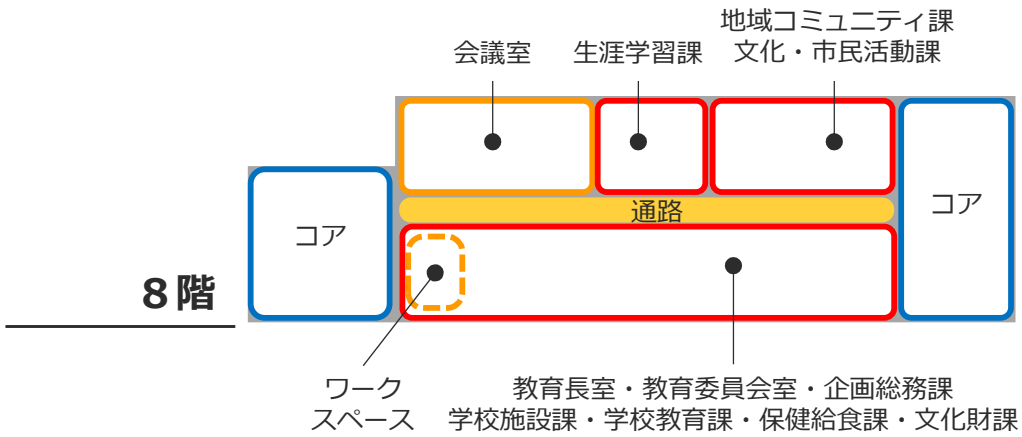 地域コミュニティ課
会議室
生涯学習課
文化・市民活動課
通路
コア
コア
8階
ワーク
スペース
教育長室・教育委員会室・企画総務課
学校施設課・学校教育課・保健給食課・文化財課